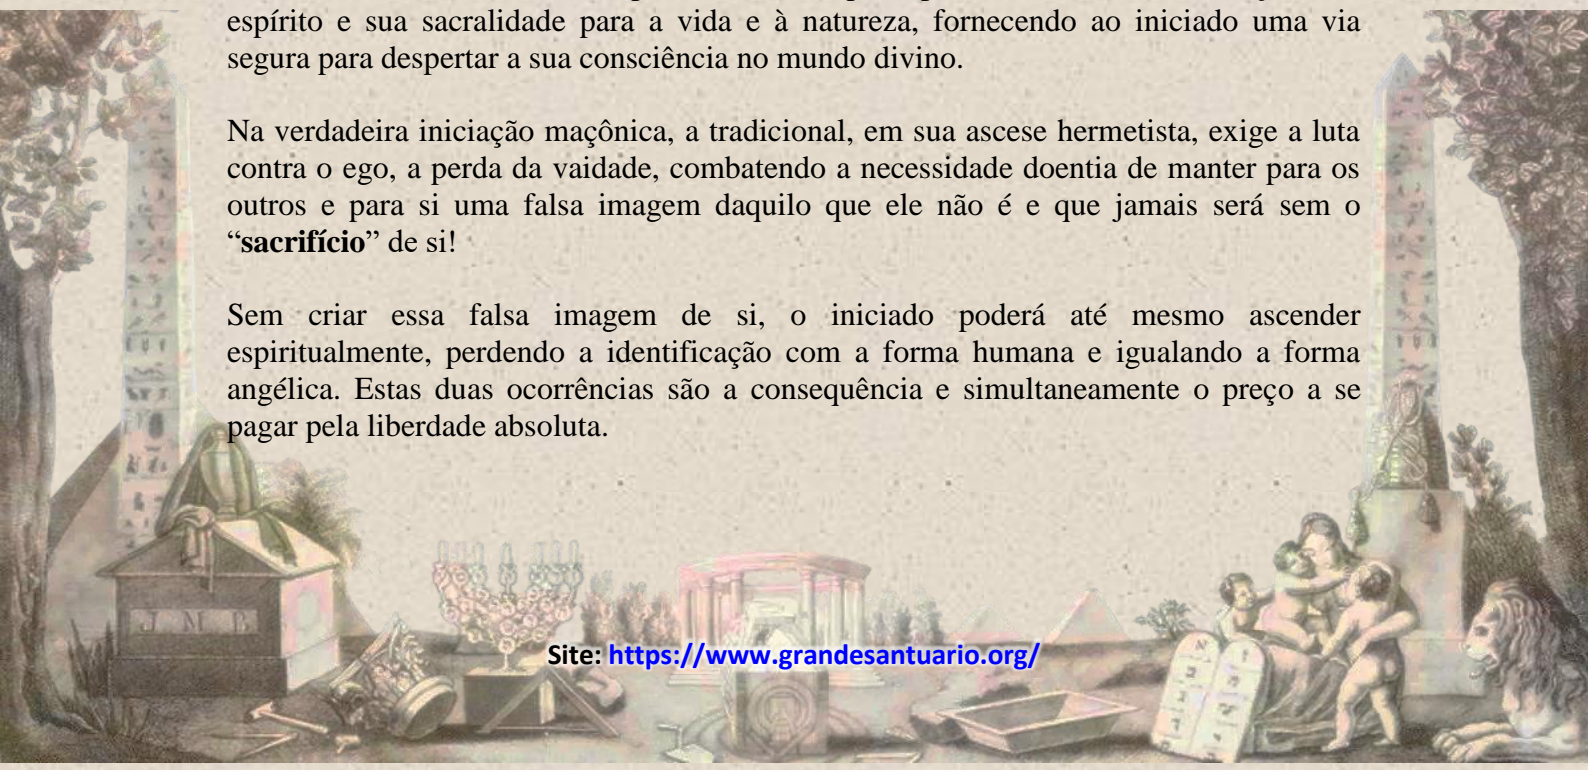 espírito e sua sacralidade para a vida e à natureza, fornecendo ao iniciado uma via
segura para despertar a sua consciência no mundo divino.
Na verdadeira iniciação maçônica, a tradicional, em sua ascese hermetista, exige a luta
contra o ego, a perda da vaidade, combatendo a necessidade doentia de manter para os
outros e para si uma falsa imagem daquilo que ele não é e que jamais será sem o
“sacrifício” de si!
Sem criar essa falsa imagem de si, o iniciado poderá até mesmo ascender
espiritualmente, perdendo a identificação com a forma humana e igualando a forma
angélica. Estas duas ocorrências são a consequência e simultaneamente o preço a se
pagar pela liberdade absoluta.
J M B
Site: https://www.grandesantuario.org/